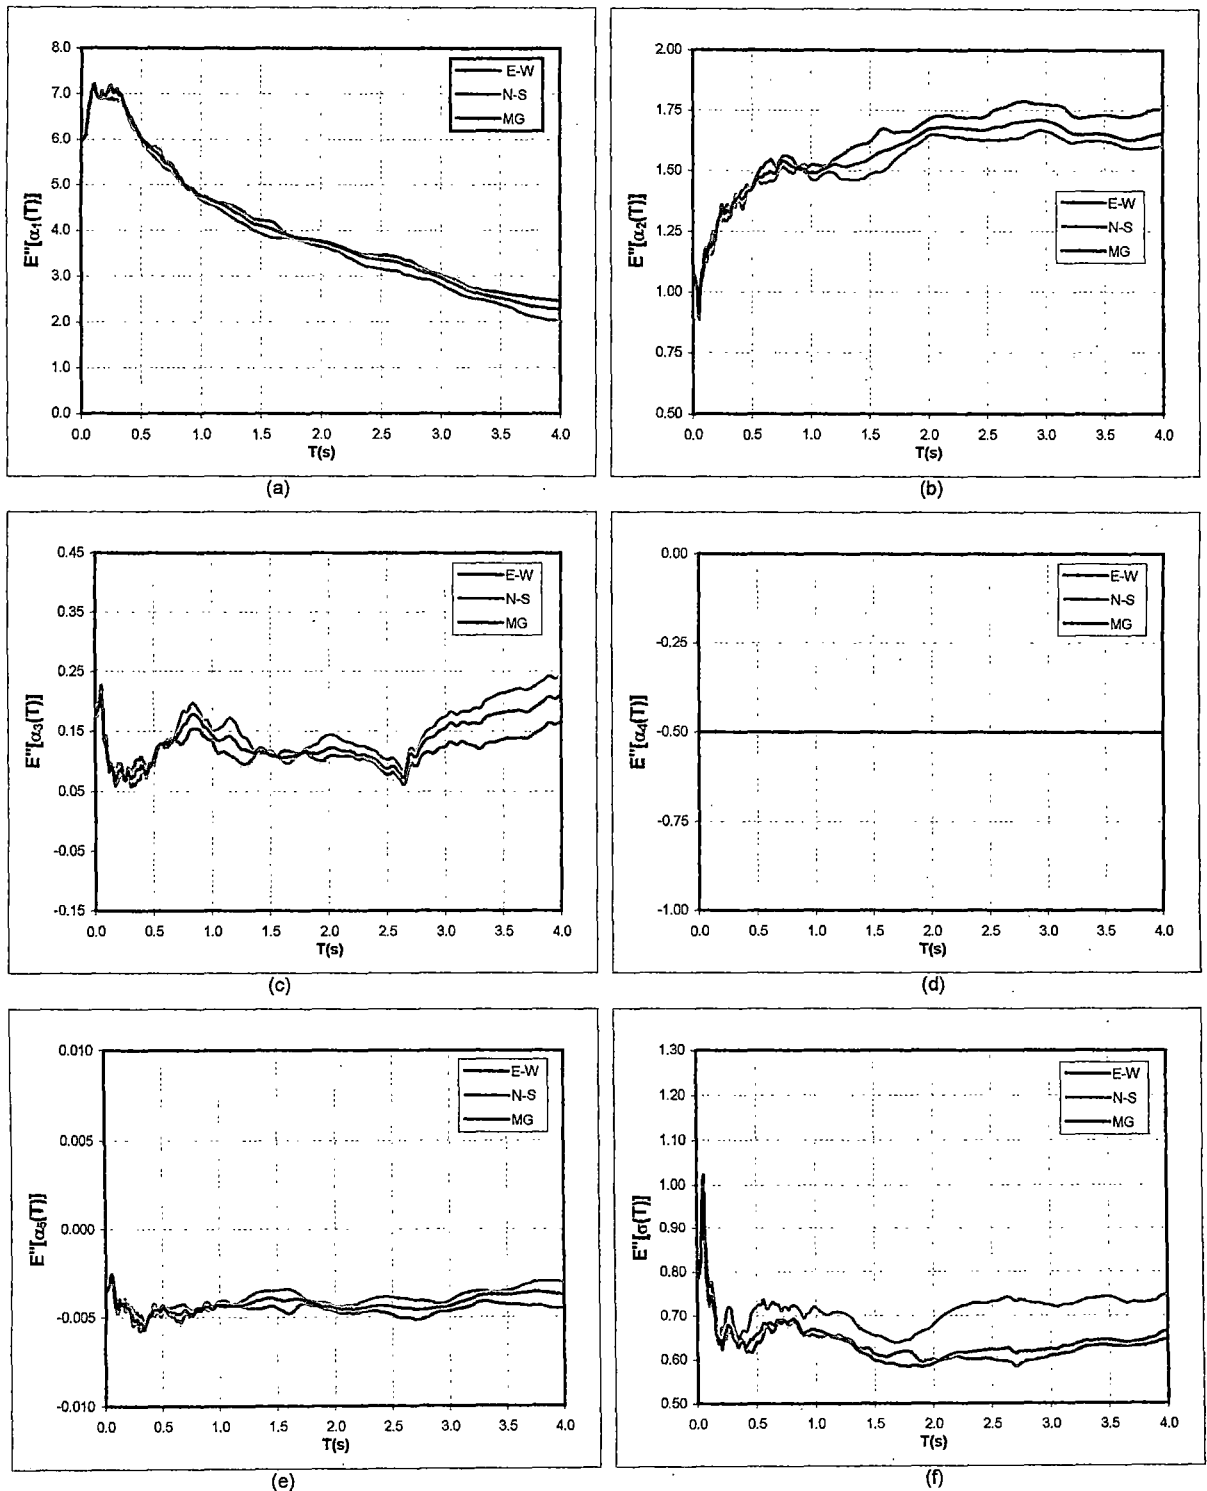 8.0
7.0
6.0
5.0
4.0
3.0
2.0
1.0
0.0
E"[α₁(T)]
E-W
N-S
MG
0.0 0.5 1.0 1.5 2.0 2.5 3.0 3.5 4.0
T(s)
(a)
2.00
1.75
1.50
1.25
1.00
0.75
0.50
E"[α₂(T)]
E-W
N-S
MG
0.0 0.5 1.0 1.5 2.0 2.5 3.0 3.5 4.0
T(s)
(b)
0.45
0.35
0.25
0.15
0.05
-0.05
-0.15
E"[α₃(T)]
E-W
N-S
MG
0.0 0.5 1.0 1.5 2.0 2.5 3.0 3.5 4.0
T(s)
(c)
0.00
-0.25
-0.50
-0.75
-1.00
E"[α₄(T)]
E-W
N-S
MG
0.0 0.5 1.0 1.5 2.0 2.5 3.0 3.5 4.0
T(s)
(d)
0.010
0.005
0.000
-0.005
-0.010
E"[α₅(T)]
E-W
N-S
MG
0.0 0.5 1.0 1.5 2.0 2.5 3.0 3.5 4.0
T(s)
(e)
1.30
1.20
1.10
1.00
0.90
0.80
0.70
0.60
0.50
E"[σ(T)]
E-W
N-S
MG
0.0 0.5 1.0 1.5 2.0 2.5 3.0 3.5 4.0
T(s)
(f)